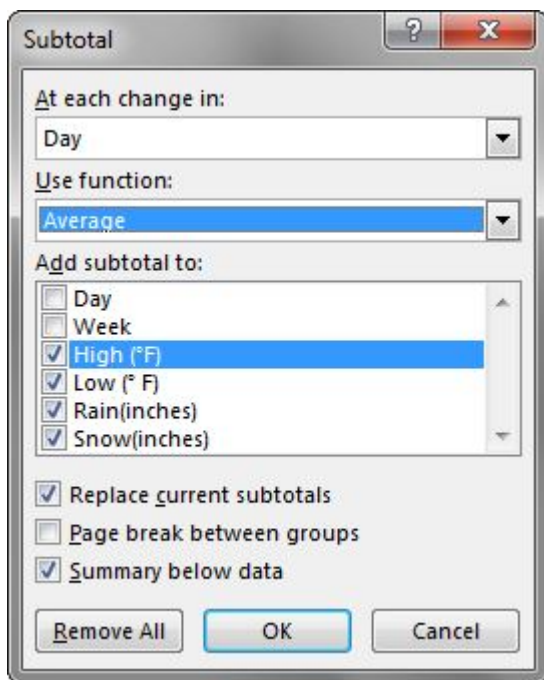 Subtotal
?
At each change in:
Day
Use function:
Average
Add subtotal to:
Day
Week
High (°F)
Low (° F)
Rain(inches)
Snow(inches)
Replace current subtotals
Page break between groups
Summary below data
Remove All OK Cancel